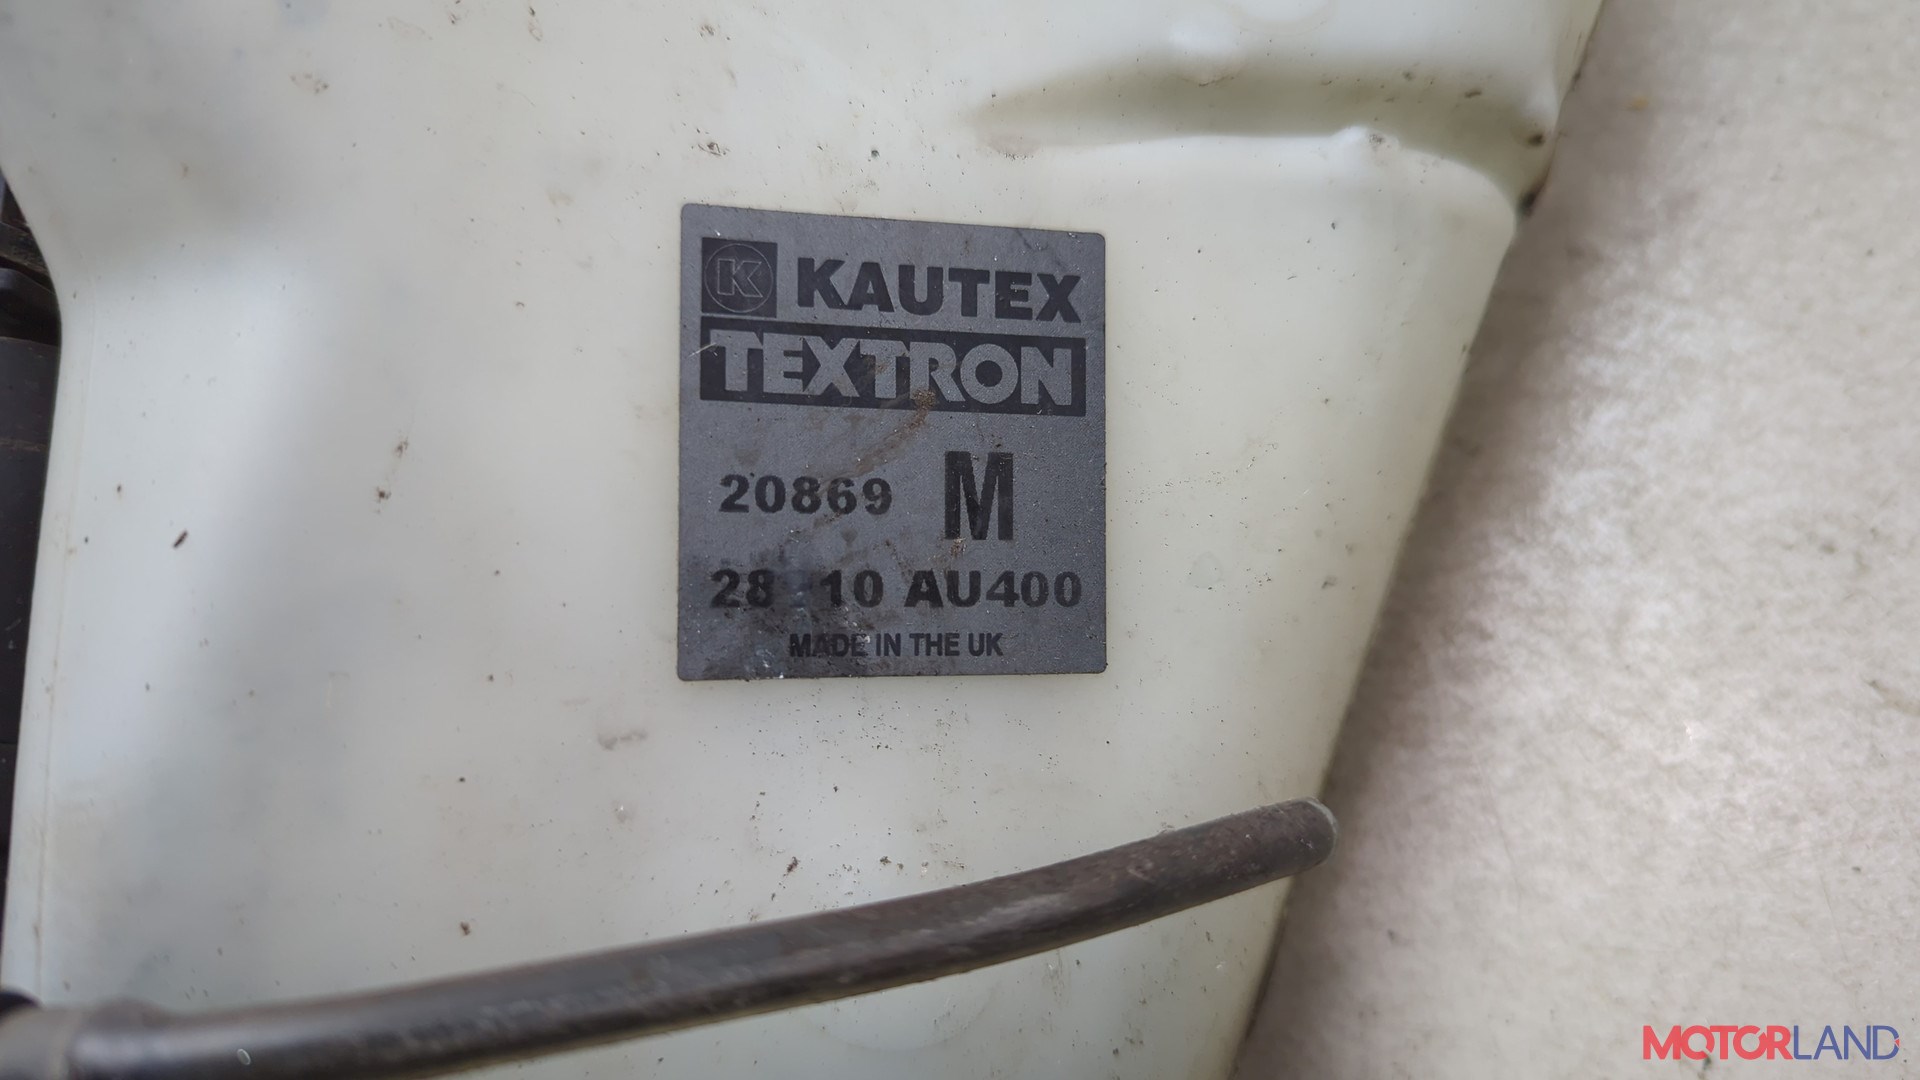 K KAUTEX
TEXTRON
20869 M
AU400
MADE IN THE UK
MOTORLAND